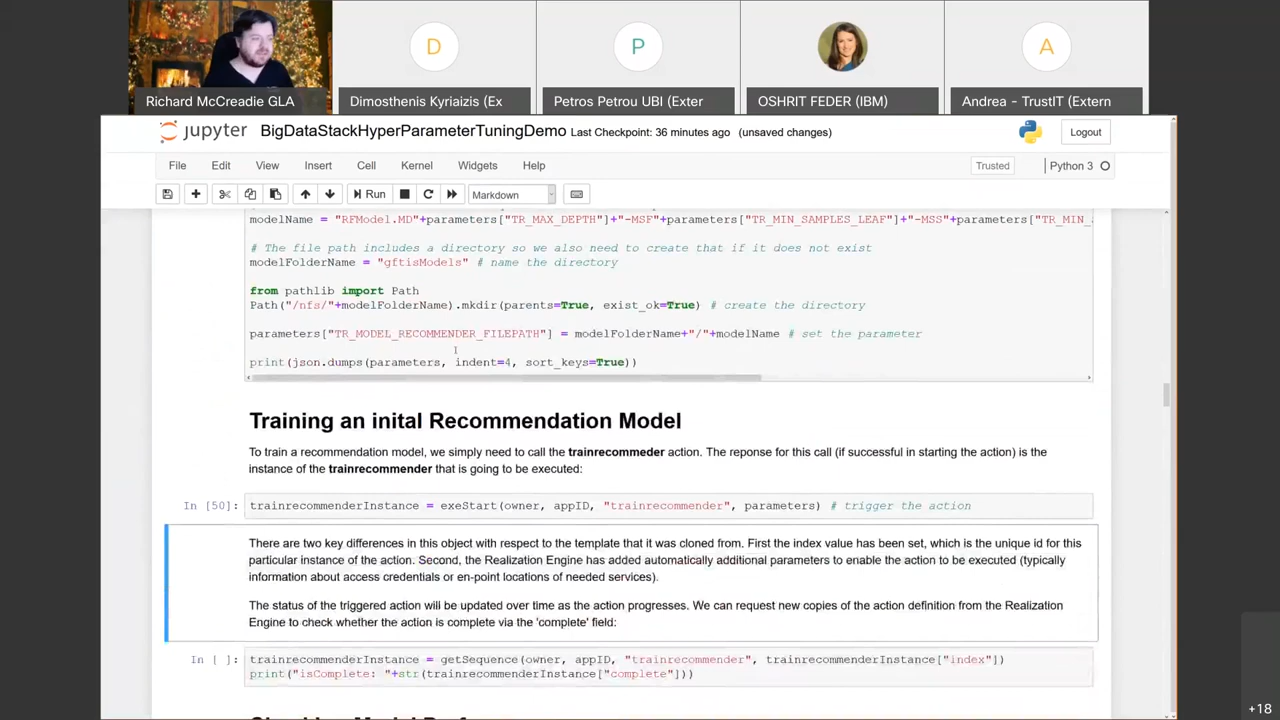 D
P
A
Richard McCreadie GLA
Dimosthenis Kyriaizis (Ex
Petros Petrou UBI (Exter
OSHRIT FEDER (IBM)
Andrea - TrustIT (Extern
jupyter
BigDataStackHyperParameterTuningDemo Last Checkpoint: 36 minutes ago (unsaved changes)
Logout
File Edit View Insert Cell Kernel Widgets Help
Trusted
Python 3
Run
Markdown
modelName = "RFModel.MD"+parameters["TR_MAX_DEPTH"]+"-MSF"+parameters["TR_MIN_SAMPLES_LEAF"]+"-MSS"+parameters["TR_MIN_
# The file path includes a directory so we also need to create that if it does not exist
modelFolderName = "gftisModels" # name the directory
from pathlib import Path
Path("/nfs/"+modelFolderName).mkdir(parents=True, exist_ok=True) # create the directory
parameters["TR_MODEL_RECOMMENDER_FILEPATH"] = modelFolderName+"/"+modelName # set the parameter
print(json.dumps(parameters, indent=4, sort_keys=True))
Training an inital Recommendation Model
To train a recommendation model, we simply need to call the trainrecommeder action. The reponse for this call (if successful in starting the action) is the
instance of the trainrecommender that is going to be executed:
In [50]: trainrecommenderInstance = exeStart(owner, appID, "trainrecommender", parameters) # trigger the action
There are two key differences in this object with respect to the template that it was cloned from. First the index value has been set, which is the unique id for this
particular instance of the action. Second, the Realization Engine has added automatically additional parameters to enable the action to be executed (typically
information about access credentials or en-point locations of needed services).
The status of the triggered action will be updated over time as the action progresses. We can request new copies of the action definition from the Realization
Engine to check whether the action is complete via the 'complete' field:
In [ ]: trainrecommenderInstance = getSequence(owner, appID, "trainrecommender", trainrecommenderInstance["index"])
print("isComplete: "+str(trainrecommenderInstance["complete"]))
+18